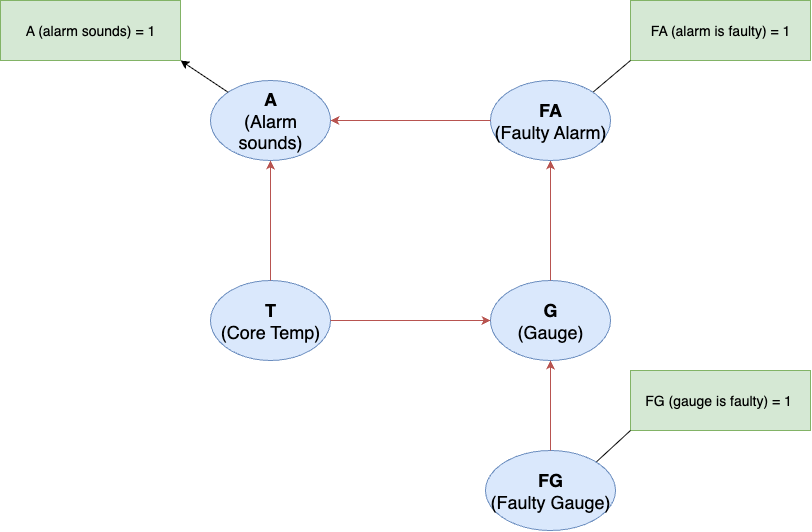 A (alarm sounds) = 1
FA (alarm is faulty) = 1
A
(Alarm
sounds)
FA
(Faulty Alarm)
T
(Core Temp)
G
(Gauge)
FG (gauge is faulty) = 1
FG
(Faulty Gauge)